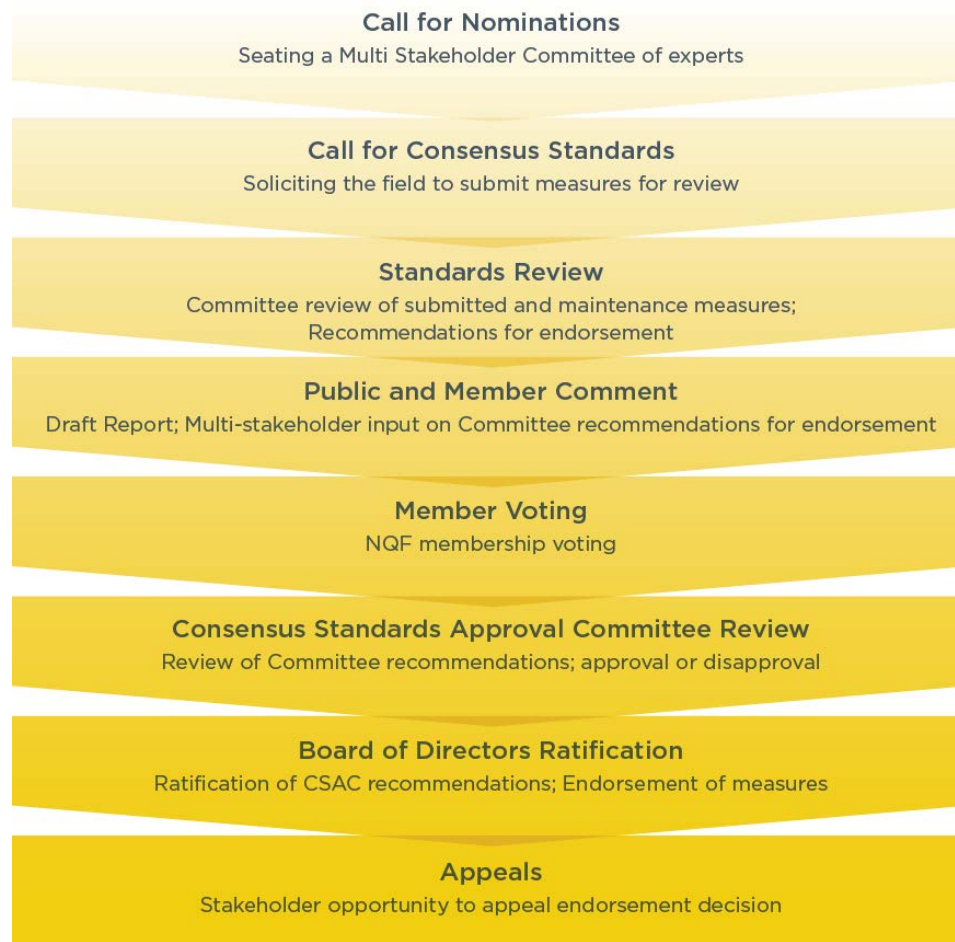 Call for Nominations
Seating a Multi Stakeholder Committee of experts
Call for Consensus Standards
Soliciting the field to submit measures for review
Standards Review
Committee review of submitted and maintenance measures;
Recommendations for endorsement
Public and Member Comment
Draft Report; Multi-stakeholder input on Committee recommendations for endorsement
Member Voting
NQF membership voting
Consensus Standards Approval Committee Review
Review of Committee recommendations; approval or disapproval
Board of Directors Ratification
Ratification of CSAC recommendations; Endorsement of measures
Appeals
Stakeholder opportunity to appeal endorsement decision